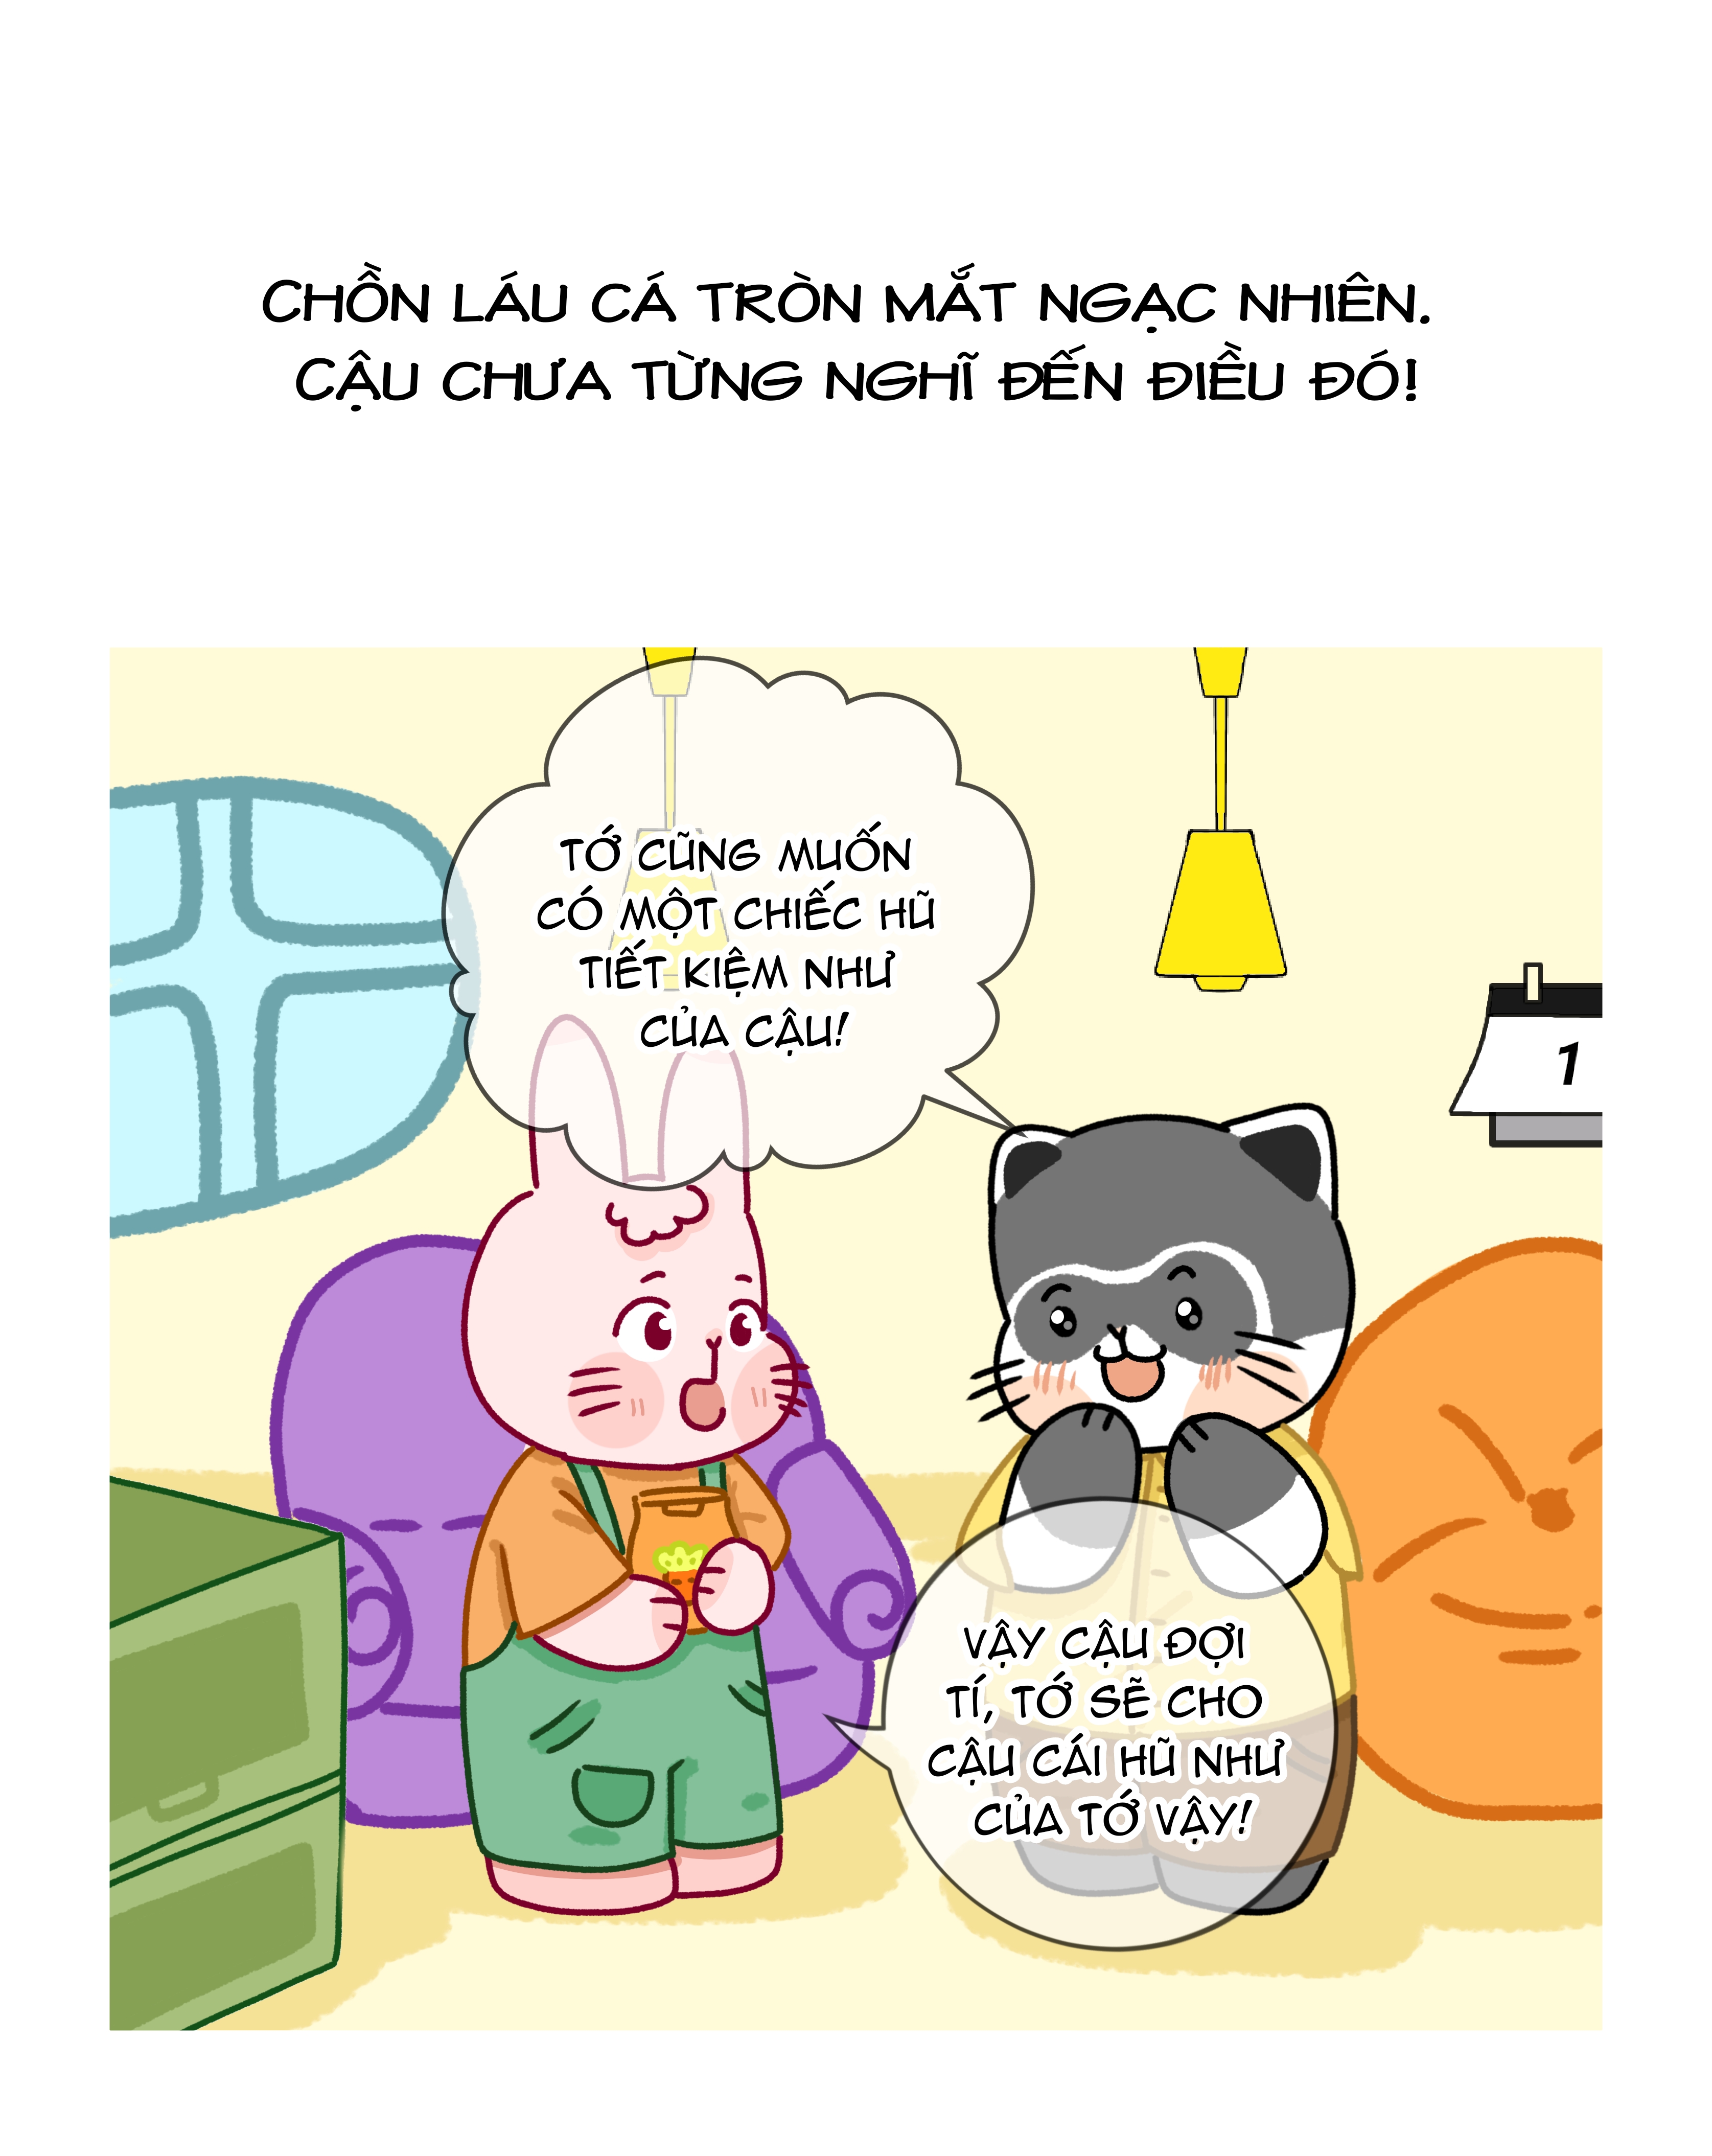 CHỒN LÁU CÁ TRÒN MẮT NGẠC NHIÊN.
CẬU CHƯA TỪNG NGHĨ ĐẾN ĐIỀU ĐÓ!
TỚ CŨNG MUỐN
CÓ MỘT CHIẾC HŨ
TIẾT KIỆM NHƯ
CỦA CẬU!
1
VẬY CẬU ĐỢI
TÍ, TỚ SẼ CHO
CẬU CÁI HŨ NHƯ
CỦA TỚ VẬY!